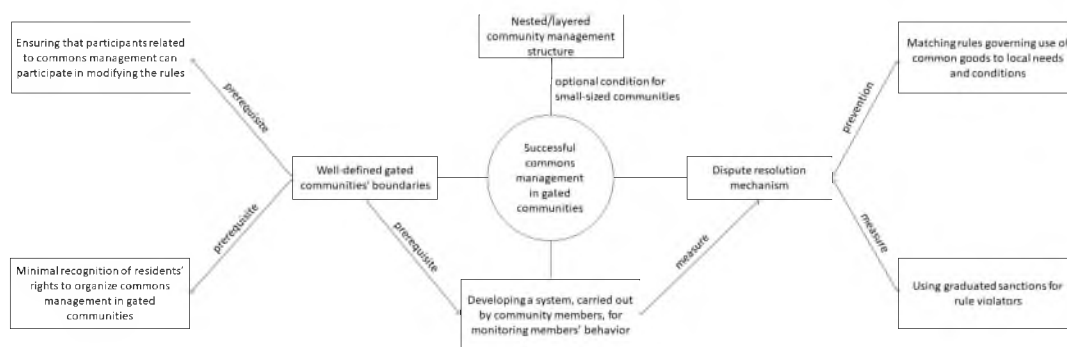 Ensuring that participants related
to commons management can
participate in modifying the rules
Nested/layered
community management
structure
Matching rules governing use of
common goods to local needs
and conditions
optional condition for
small-sized communities
prerequisite
prevention
Well-defined gated
communities' boundaries
Successful
commons
management
in gated
communities
Dispute resolution
mechanism
prerequisite
prerequisite
measure
measure
Minimal recognition of residents'
rights to organize commons
management in gated
communities
Developing a system, carried out
by community members, for
monitoring members' behavior
Using graduated sanctions for
rule violators